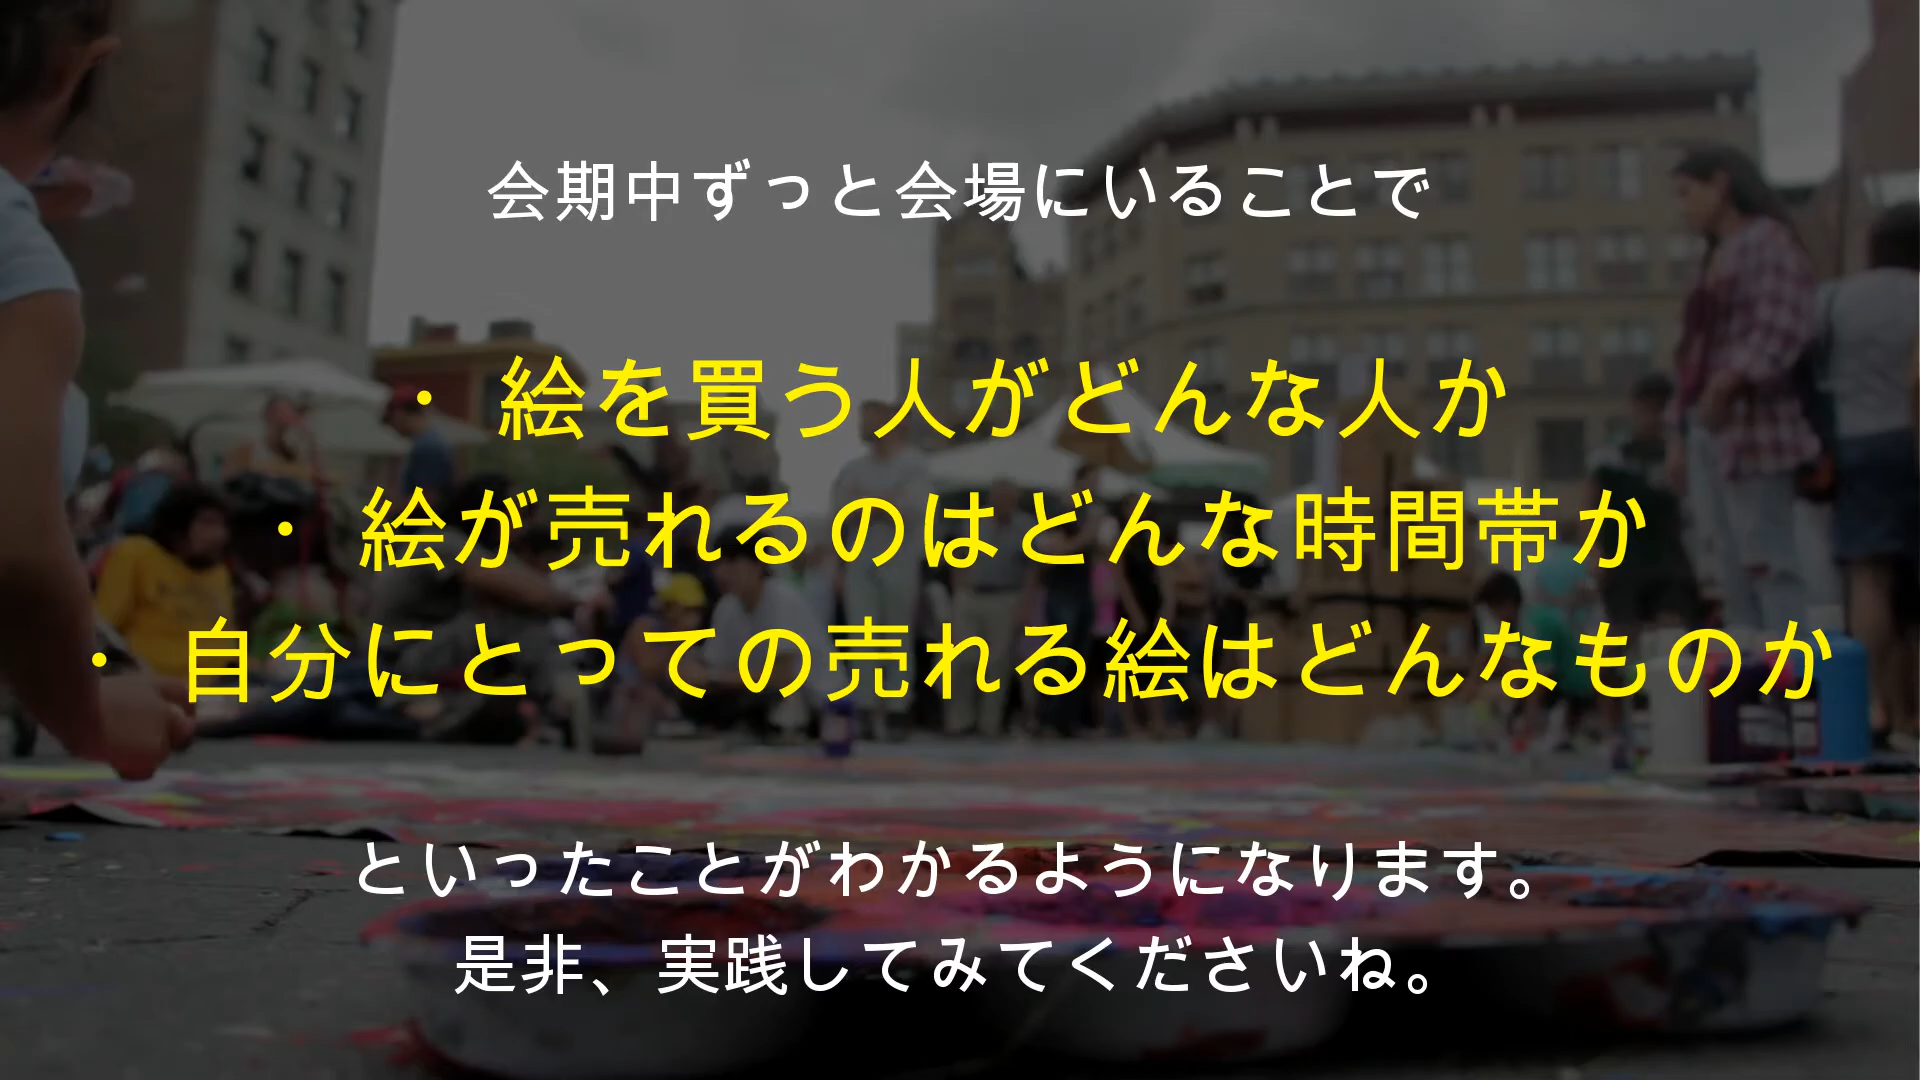 会期中ずっと会場にいることで
・絵を買う人がどんな人か
・絵が売れるのはどんな時間帯か
・自分にとっての売れる絵はどんなものか
といったことがわかるようになります。
是非、実践してみてくださいね。